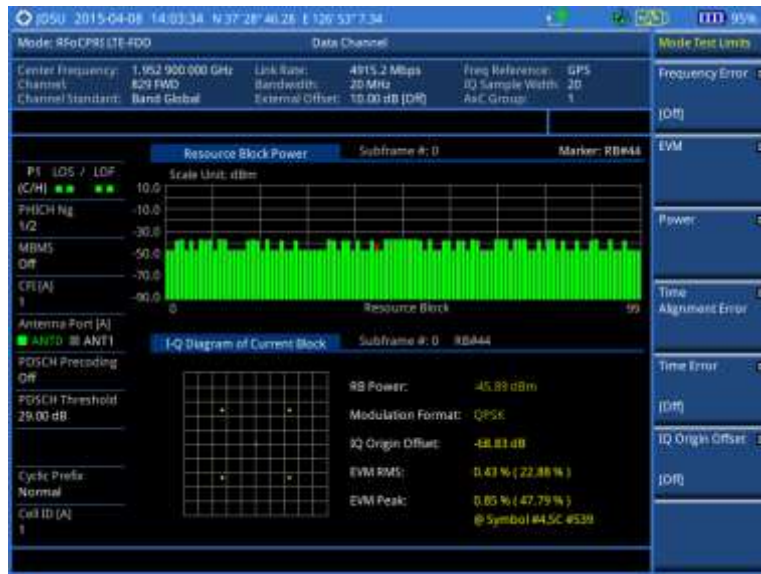 JDSU 2015-04-08 14:03:34 N 37° 28' 46.26 E 126° 53' 7.34 95%
Mode: RFoCPRI LTE-FDD Data Channel Mode Test Limits
Center Frequency: 1.952 900 000 GHz Link Rate: 4915.2 Mbps Freq Reference: GPS
Channel: 829 FWD Bandwidth: 20 MHz IQ Sample Width: 20
Channel Standard: Band Global External Offset: 10.00 dB [Off] AxC Group: 1
Frequency Error
[Off]
EVM
Power
Time
Alignment Error
Time Error
[Off]
IQ Origin Offset
[Off]
P1 LOS / LOF
(C/H)
PHICH Ng
1/2
MBMS
Off
CFI [A]
1
Antenna Port [A]
ANT0 ANT1
PDSCH Precoding
Off
PDSCH Threshold
29.00 dB
Cyclic Prefix
Normal
Cell ID [A]
1
Resource Block Power Subframe #: 0 Marker: RB#44
Scale Unit: dBm
10.0
-10.0
-30.0
-50.0
-70.0
-90.0
0 Resource Block 99
I-Q Diagram of Current Block Subframe #: 0 RB#44
RB Power: -45.89 dBm
Modulation Format: QPSK
IQ Origin Offset: -68.83 dB
EVM RMS: 0.43 % ( 22.88 % )
EVM Peak: 0.85 % ( 47.79 % )
@ Symbol #4,SC #539